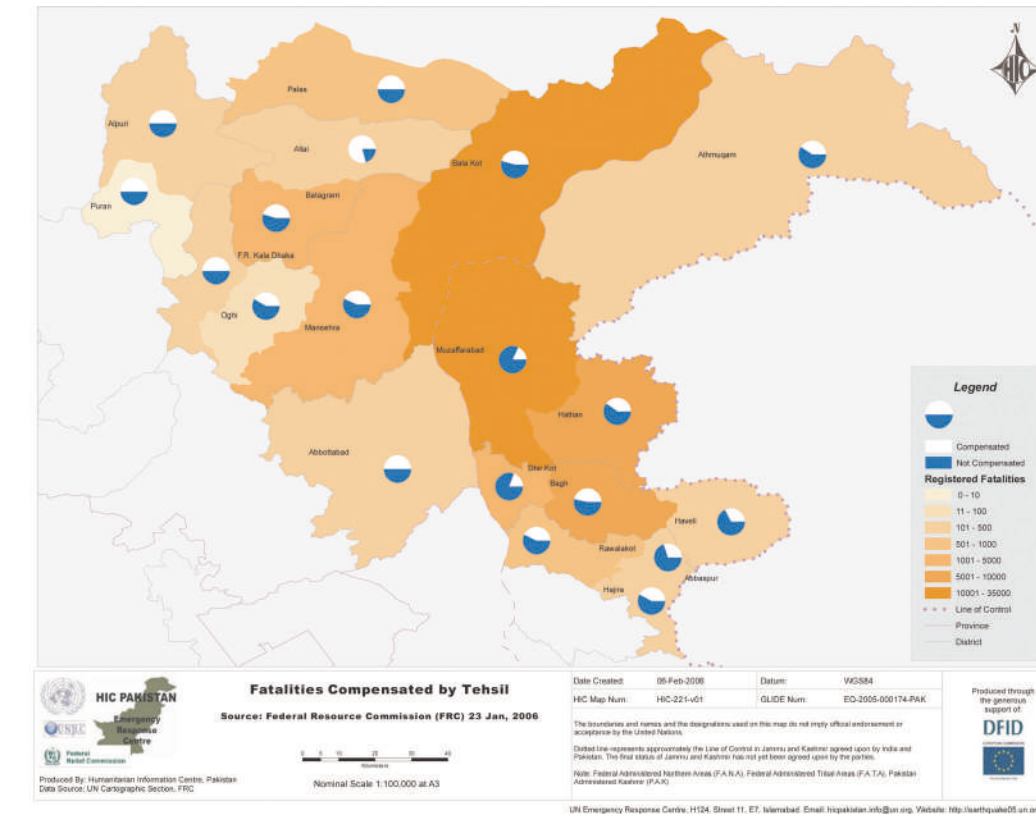 N
HIC
Palas
Alpuri
Allai
Bala Kot
Athmuqam
Batagram
Puran
F.R. Kala Dhaka
Oghi
Mansehra
Muzaffarabad
Hattian
Abbottabad
Dhir Kot
Bagh
Haveli
Rawalakot
Abbaspur
Hajira
Legend
Compensated
Not Compensated
Registered Fatalities
0 - 10
11 - 100
101 - 500
501 - 1000
1001 - 5000
5001 - 10000
10001 - 35000
Line of Control
Province
District
HIC PAKISTAN
Emergency
Response
Centre
Federal
Relief Commission
Produced By: Humanitarian Information Centre, Pakistan
Data Source: UN Cartographic Section, FRC
Fatalities Compensated by Tehsil
Source: Federal Resource Commission (FRC) 23 Jan, 2006
0 5 10 20 30 40
Kilometers
Nominal Scale 1:100,000 at A3
Date Created: 06-Feb-2006 Datum: WGS84
HIC Map Num: HIC-221-v01 GLIDE Num: EQ-2005-000174-PAK
The boundaries and names and the designations used on this map do not imply official endorsement or
acceptance by the United Nations.
Dotted line represents approximately the Line of Control in Jammu and Kashmir agreed upon by India and
Pakistan. The final status of Jammu and Kashmir has not yet been agreed upon by the parties.
Note: Federal Administered Northern Areas (F.A.N.A), Federal Administered Tribal Areas (F.A.T.A), Pakistan
Administered Kashmir (P.A.K)
Produced through
the generous
support of:
DFID
UN Emergency Response Centre, H124, Street 11, E7, Islamabad. Email: hicpakistan.info@un.org, Website: http://earthquake05.un.or